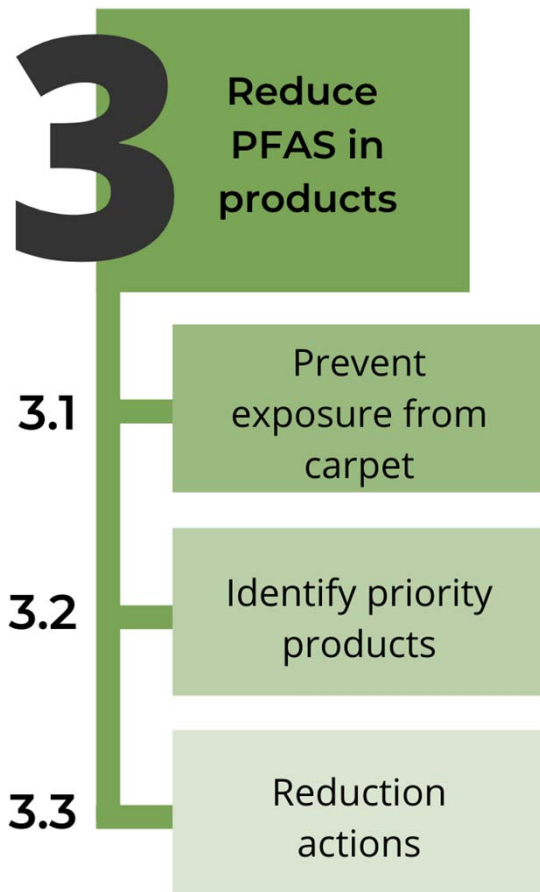 3
Reduce
PFAS in
products
3.1
Prevent
exposure from
carpet
3.2
Identify priority
products
3.3
Reduction
actions